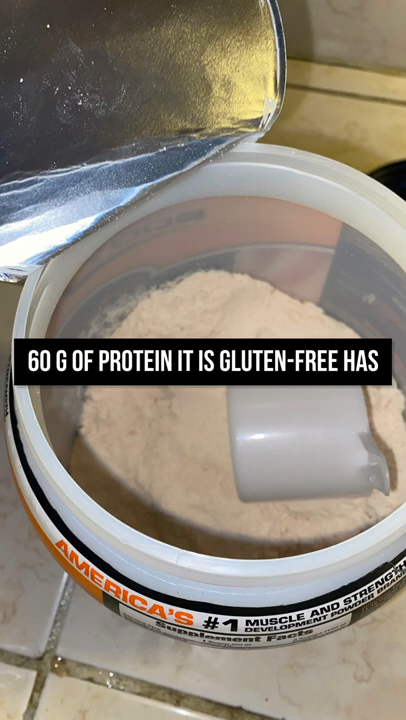 60 G OF PROTEIN IT IS GLUTEN-FREE HAS
AMERICA'S #1 MUSCLE AND STRENGTH
DEVELOPMENT POWDER BRAND
Supplement Facts